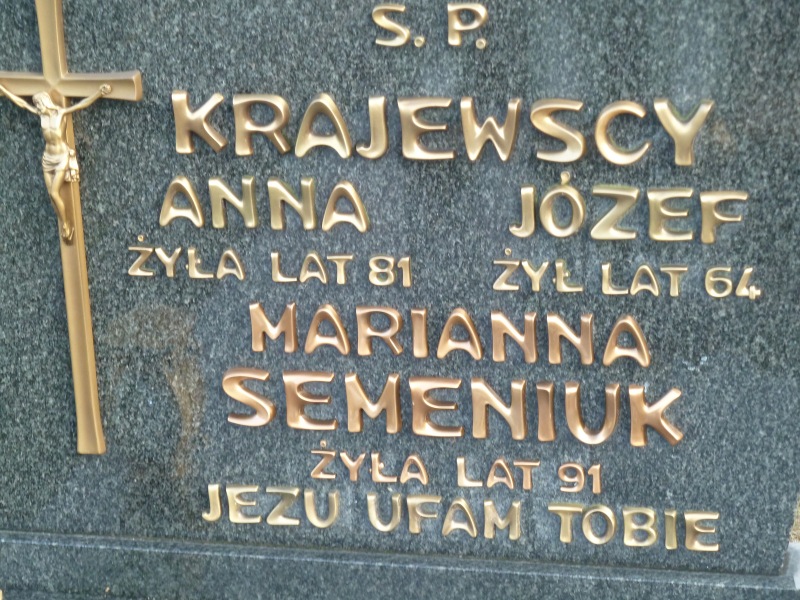 S. P.
KRAJEWSCY
ANNA JÓZEF
ŻYŁA LAT 81 ŻYŁ LAT 64
MARIANNA
SEMENIUK
ŻYŁA LAT 91
JEZU UFAM TOBIE